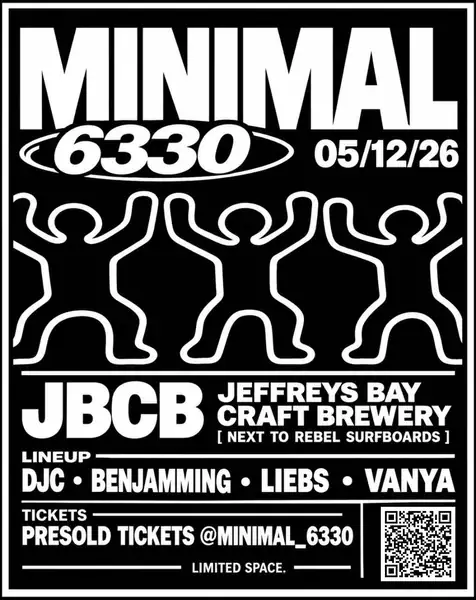 MINIMAL
6330 05/12/26
JBCB
JEFFREYS BAY
CRAFT BREWERY
[ NEXT TO REBEL SURFBOARDS ]
LINEUP
DJC • BENJAMMING • LIEBS • VANYA
TICKETS
PRESOLD TICKETS @MINIMAL_6330
LIMITED SPACE.